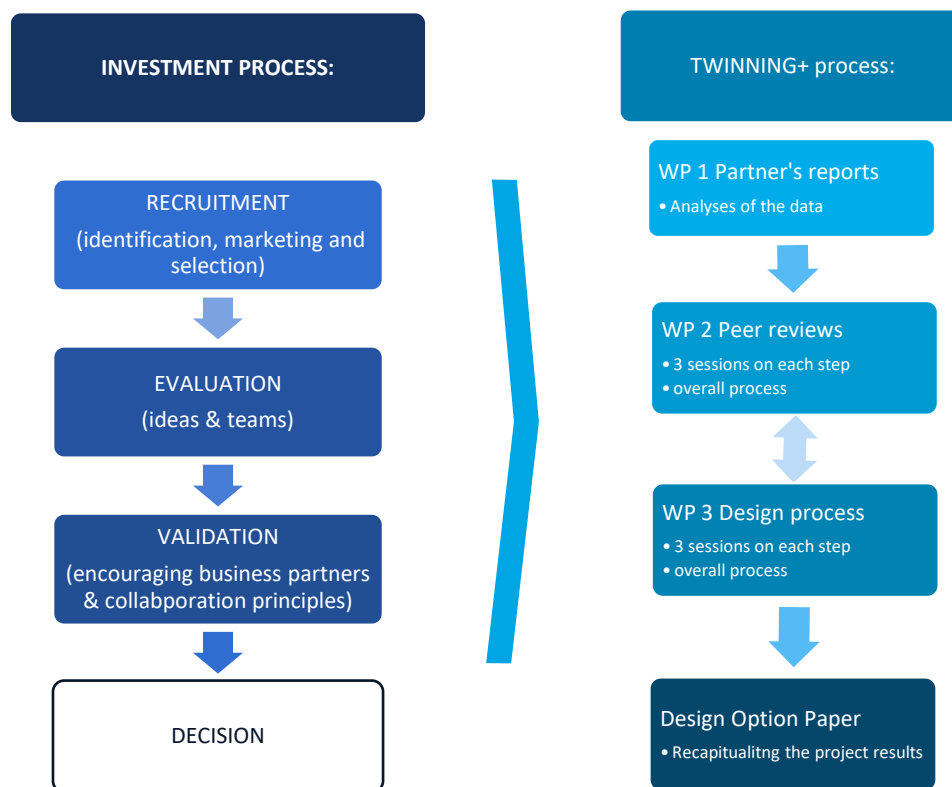 INVESTMENT PROCESS:
RECRUITMENT
(identification, marketing and
selection)
EVALUATION
(ideas & teams)
VALIDATION
(encouraging business partners
& collabporation principles)
DECISION
TWINNING+ process:
WP 1 Partner's reports
• Analyses of the data
WP 2 Peer reviews
• 3 sessions on each step
• overall process
WP 3 Design process
• 3 sessions on each step
• overall process
Design Option Paper
• Recapitualitng the project results